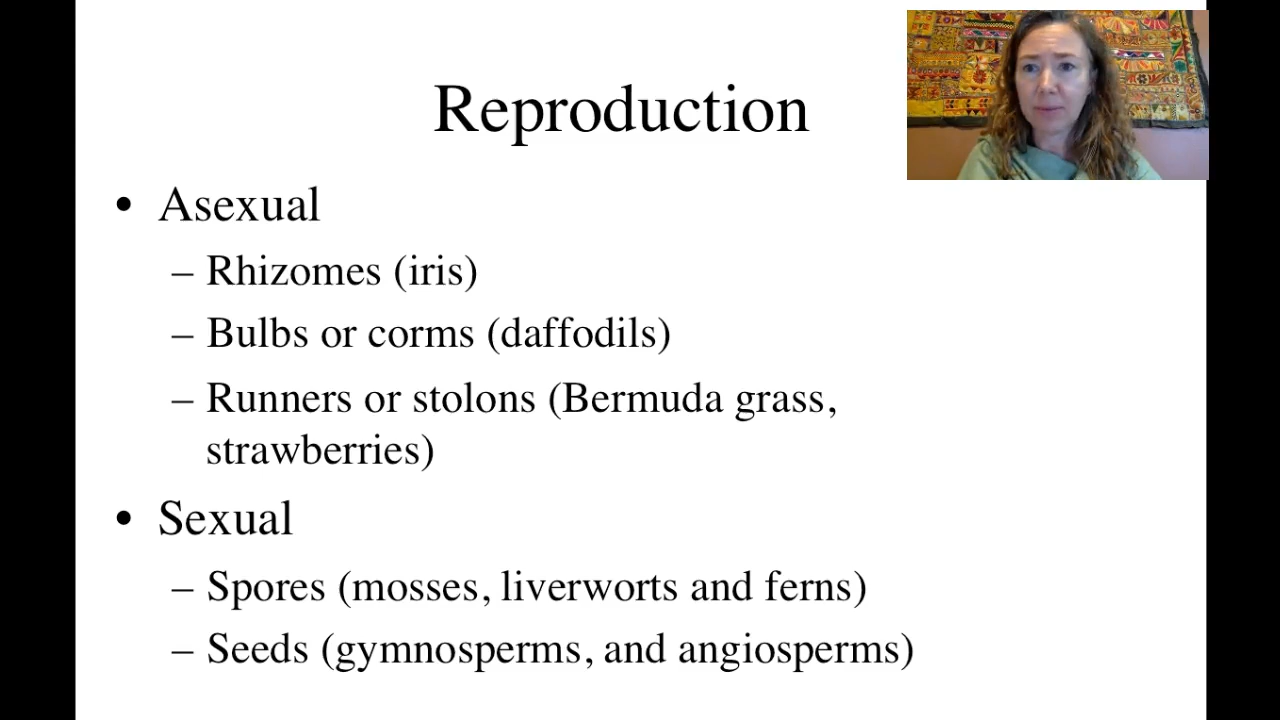 Reproduction
• Asexual
– Rhizomes (iris)
– Bulbs or corms (daffodils)
– Runners or stolons (Bermuda grass,
strawberries)
• Sexual
– Spores (mosses, liverworts and ferns)
– Seeds (gymnosperms, and angiosperms)